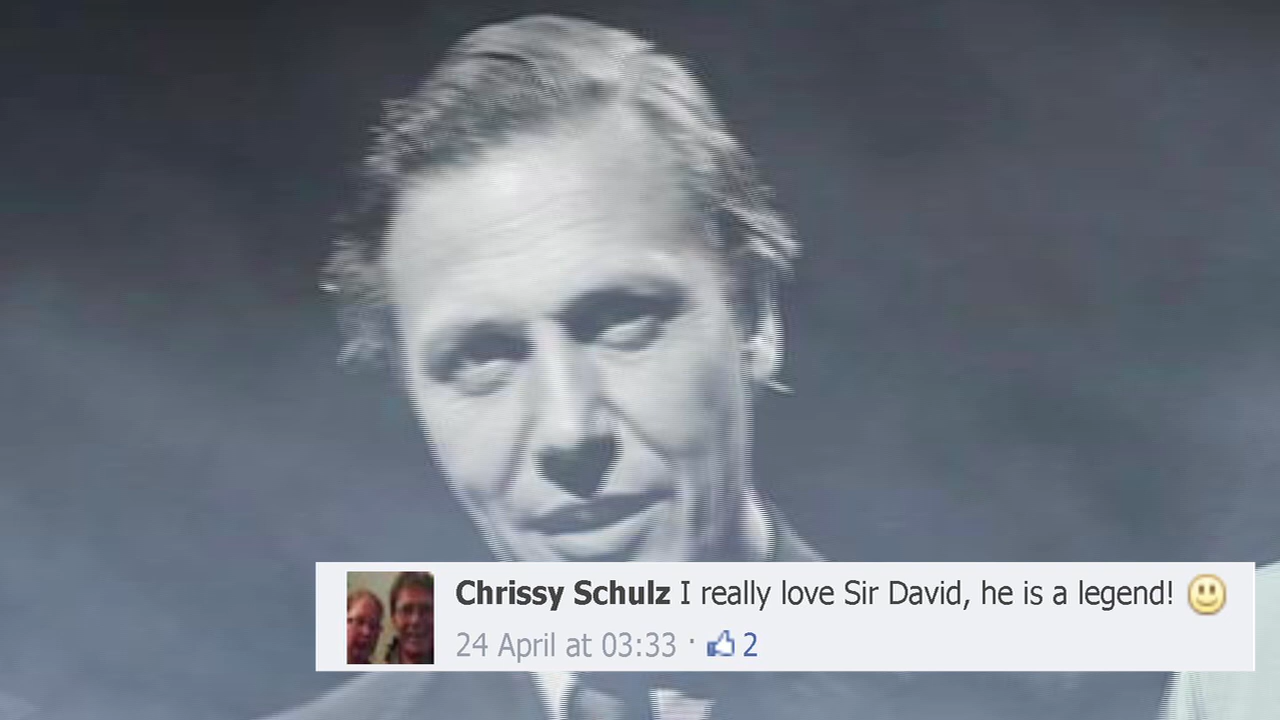 Chrissy Schulz I really love Sir David, he is a legend!
24 April at 03:33 · 2